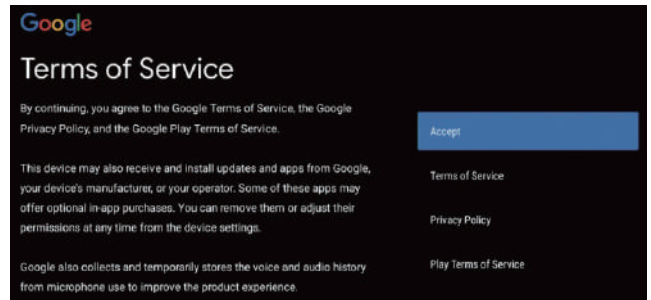 Google
Terms of Service
By continuing, you agree to the Google Terms of Service, the Google
Privacy Policy, and the Google Play Terms of Service.
This device may also receive and install updates and apps from Google,
your device's manufacturer, or your operator. Some of these apps may
offer optional in-app purchases. You can remove them or adjust their
permissions at any time from the device settings.
Google also collects and temporarily stores the voice and audio history
from microphone use to improve the product experience.
Accept
Terms of Service
Privacy Policy
Play Terms of Service